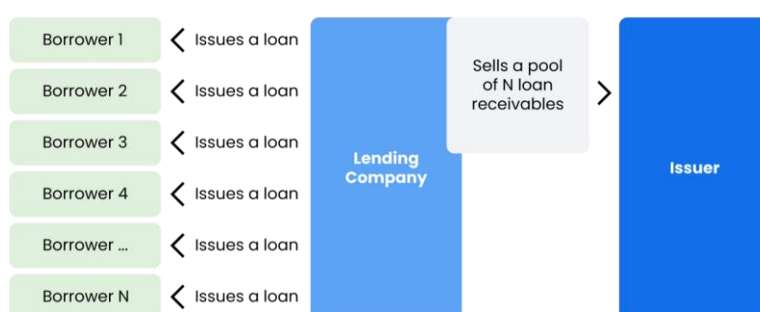 Borrower 1
Issues a loan
Borrower 2
Issues a loan
Borrower 3
Issues a loan
Borrower 4
Issues a loan
Borrower ...
Issues a loan
Borrower N
Issues a loan
Lending
Company
Sells a pool
of N loan
receivables
Issuer